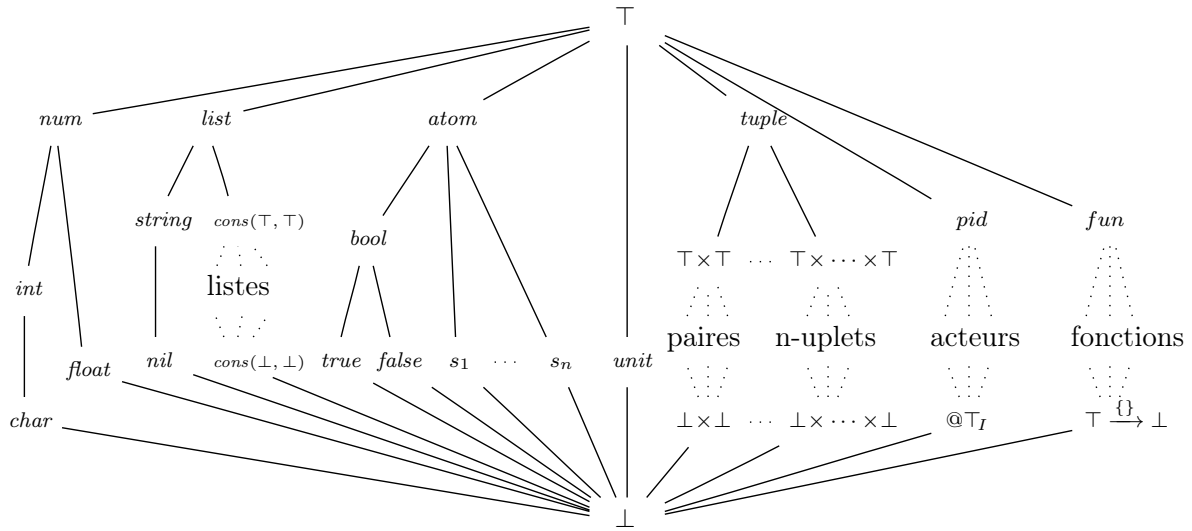 ⊤
num list atom tuple
string cons(⊤, ⊤) pid fun
bool
⊤×⊤ ··· ⊤× ··· ×⊤
int listes
paires n-uplets acteurs fonctions
float nil cons(⊥, ⊥) true false s₁ ··· sₙ unit
char ⊥×⊥ ··· ⊥× ··· ×⊥ @⊤_I ⊤ —{}→ ⊥
⊥